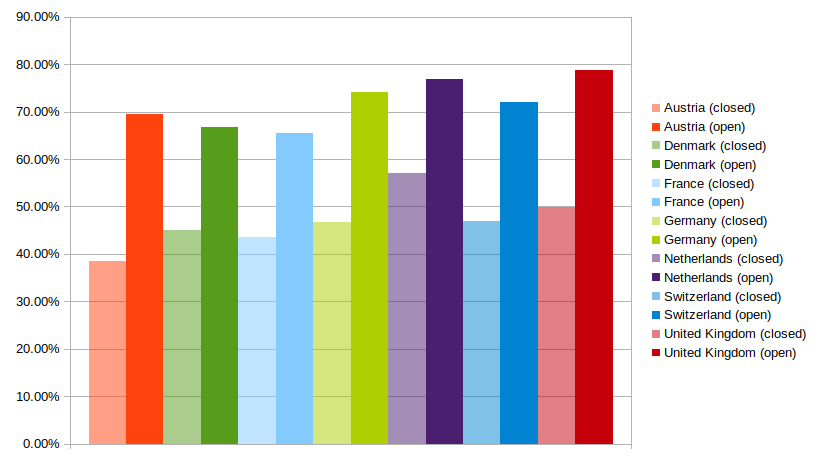 90.00%
80.00%
70.00%
60.00%
50.00%
40.00%
30.00%
20.00%
10.00%
0.00%
Austria (closed)
Austria (open)
Denmark (closed)
Denmark (open)
France (closed)
France (open)
Germany (closed)
Germany (open)
Netherlands (closed)
Netherlands (open)
Switzerland (closed)
Switzerland (open)
United Kingdom (closed)
United Kingdom (open)